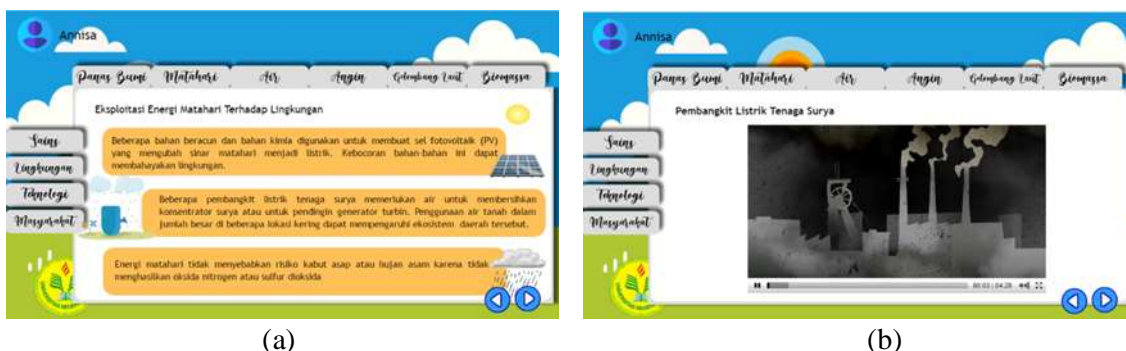 Annisa
Panas Bumi Matahari Air Angin Gelombang Laut Biomassa
Eksploitasi Energi Matahari Terhadap Lingkungan
Sains
Lingkungan
Teknologi
Masyarakat
Beberapa bahan beracun dan bahan kimia digunakan untuk membuat sel fotovoltaik (PV)
yang mengubah sinar matahari menjadi listrik. Kebocoran bahan-bahan ini dapat
membahayakan lingkungan.
Beberapa pembangkit listrik tenaga surya memerlukan air untuk membersihkan
konsentrator surya atau untuk pendingin generator turbin. Penggunaan air tanah dalam
jumlah besar di beberapa lokasi kering dapat mempengaruhi ekosistem daerah tersebut.
Energi matahari tidak menyebabkan risiko kabut asap atau hujan asam karena tidak
menghasilkan oksida nitrogen atau sulfur dioksida
(a)
Annisa
Panas Bumi Matahari Air Angin Gelombang Laut Biomassa
Pembangkit Listrik Tenaga Surya
Sains
Lingkungan
Teknologi
Masyarakat
(b)